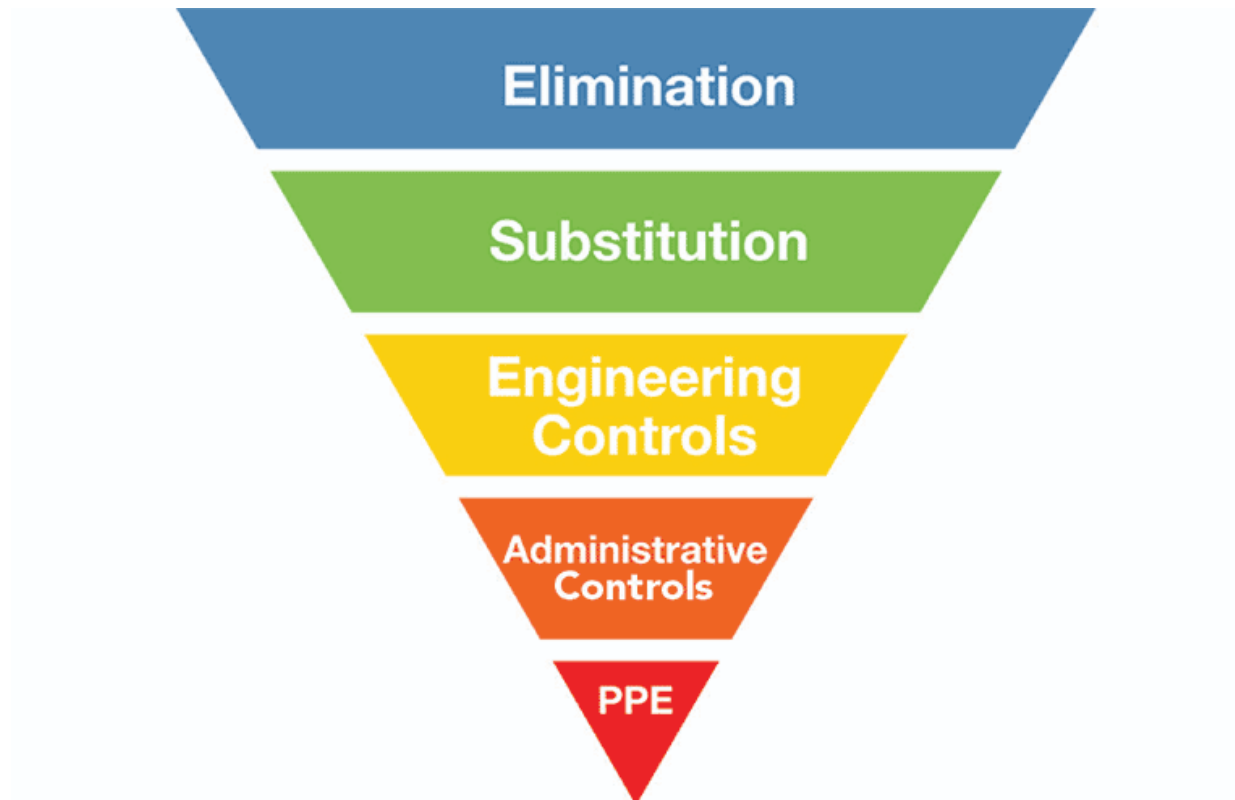 Elimination
Substitution
Engineering
Controls
Administrative
Controls
PPE